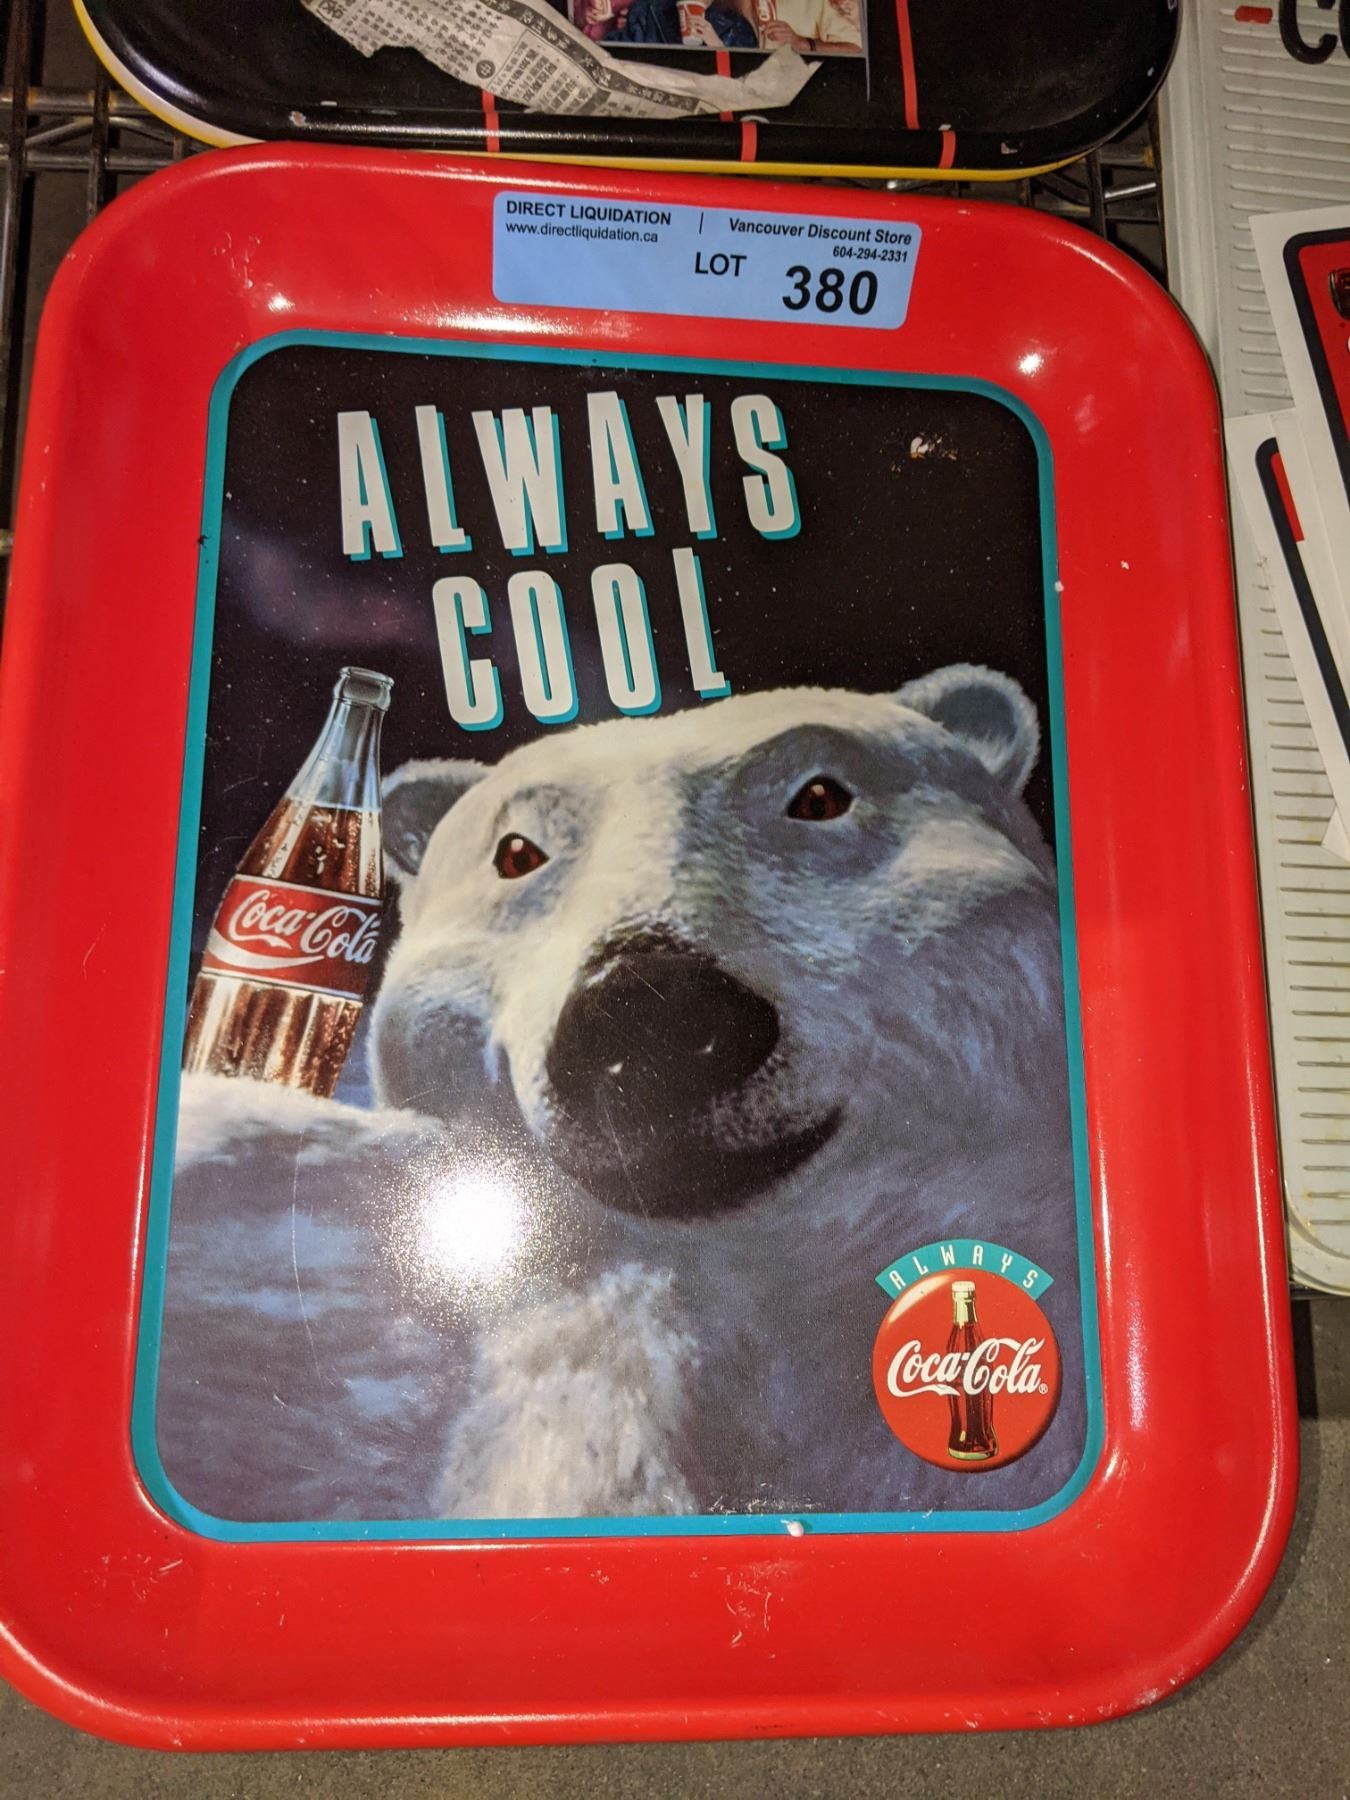 DIRECT LIQUIDATION | Vancouver Discount Store
www.directliquidation.ca
604-294-2331
LOT 380
ALWAYS
COOL
Coca-Cola
ALWAYS
Coca-Cola®